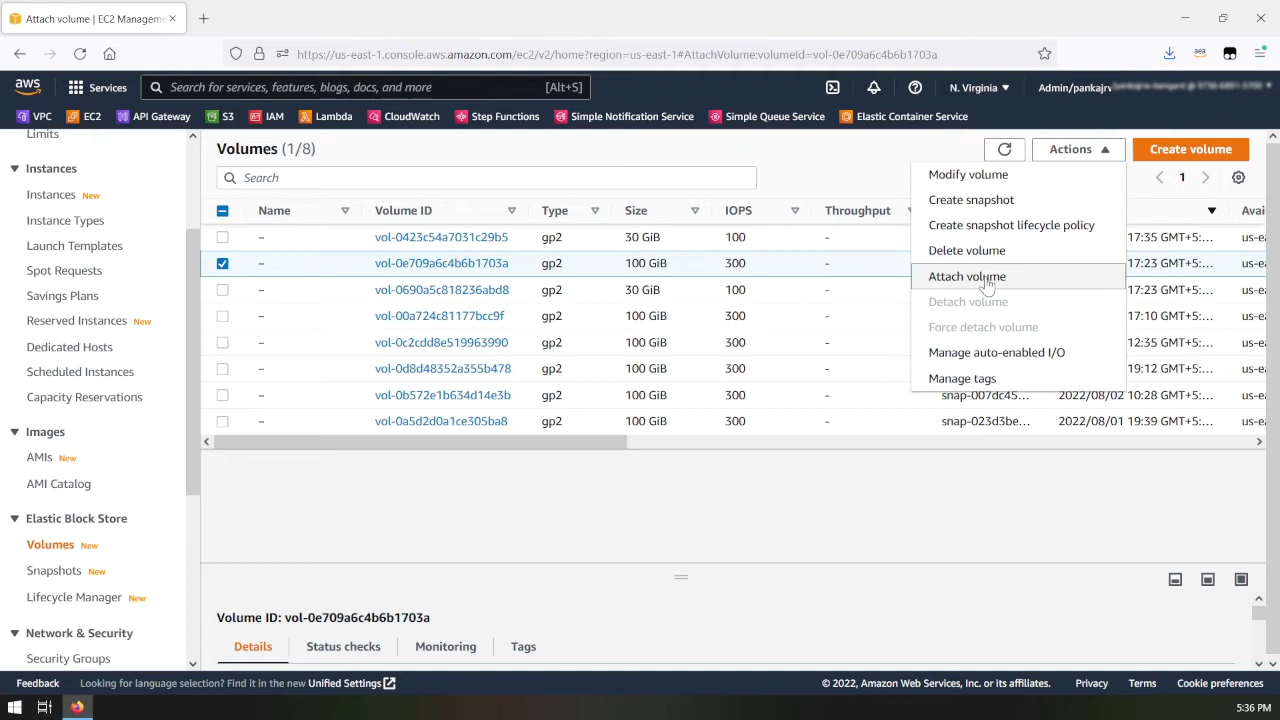 Attach volume | EC2 Manageme
https://us-east-1.console.aws.amazon.com/ec2/v2/home?region=us-east-1#AttachVolume:volumeId=vol-0e709a6c4b6b1703a
aea
aws Services Search for services, features, blogs, docs, and more [Alt+S] N. Virginia
VPC EC2 API Gateway S3 IAM Lambda CloudWatch Step Functions Simple Notification Service Simple Queue Service Elastic Container Service
Limits
Instances
Instances New
Instance Types
Launch Templates
Spot Requests
Savings Plans
Reserved Instances New
Dedicated Hosts
Scheduled Instances
Capacity Reservations
Images
AMIs New
AMI Catalog
Elastic Block Store
Volumes New
Snapshots New
Lifecycle Manager New
Network & Security
Security Groups
Volumes (1/8) Actions Create volume
Search 1
Name Volume ID Type Size IOPS Throughput Avai
– vol-0423c54a7031c29b5 gp2 30 GiB 100 - 17:35 GMT+5:... us-ea
– vol-0e709a6c4b6b1703a gp2 100 GiB 300 - 17:23 GMT+5:... us-ea
– vol-0690a5c818236abd8 gp2 30 GiB 100 - 17:23 GMT+5:... us-ea
– vol-00a724c81177bcc9f gp2 100 GiB 300 - 17:10 GMT+5:... us-ea
– vol-0c2cdd8e519963990 gp2 100 GiB 300 - 12:35 GMT+5:... us-ea
– vol-0d8d48352a355b478 gp2 100 GiB 300 - 19:12 GMT+5:... us-ea
– vol-0b572e1b634d14e3b gp2 100 GiB 300 - snap-007dc45... 2022/08/02 10:28 GMT+5:... us-ea
– vol-0a5d2d0a1ce305ba8 gp2 100 GiB 300 - snap-023d3be... 2022/08/01 19:39 GMT+5:... us-ea
Modify volume
Create snapshot
Create snapshot lifecycle policy
Delete volume
Attach volume
Detach volume
Force detach volume
Manage auto-enabled I/O
Manage tags
Volume ID: vol-0e709a6c4b6b1703a
Details Status checks Monitoring Tags
Feedback Looking for language selection? Find it in the new Unified Settings © 2022, Amazon Web Services, Inc. or its affiliates. Privacy Terms Cookie preferences
5:36 PM